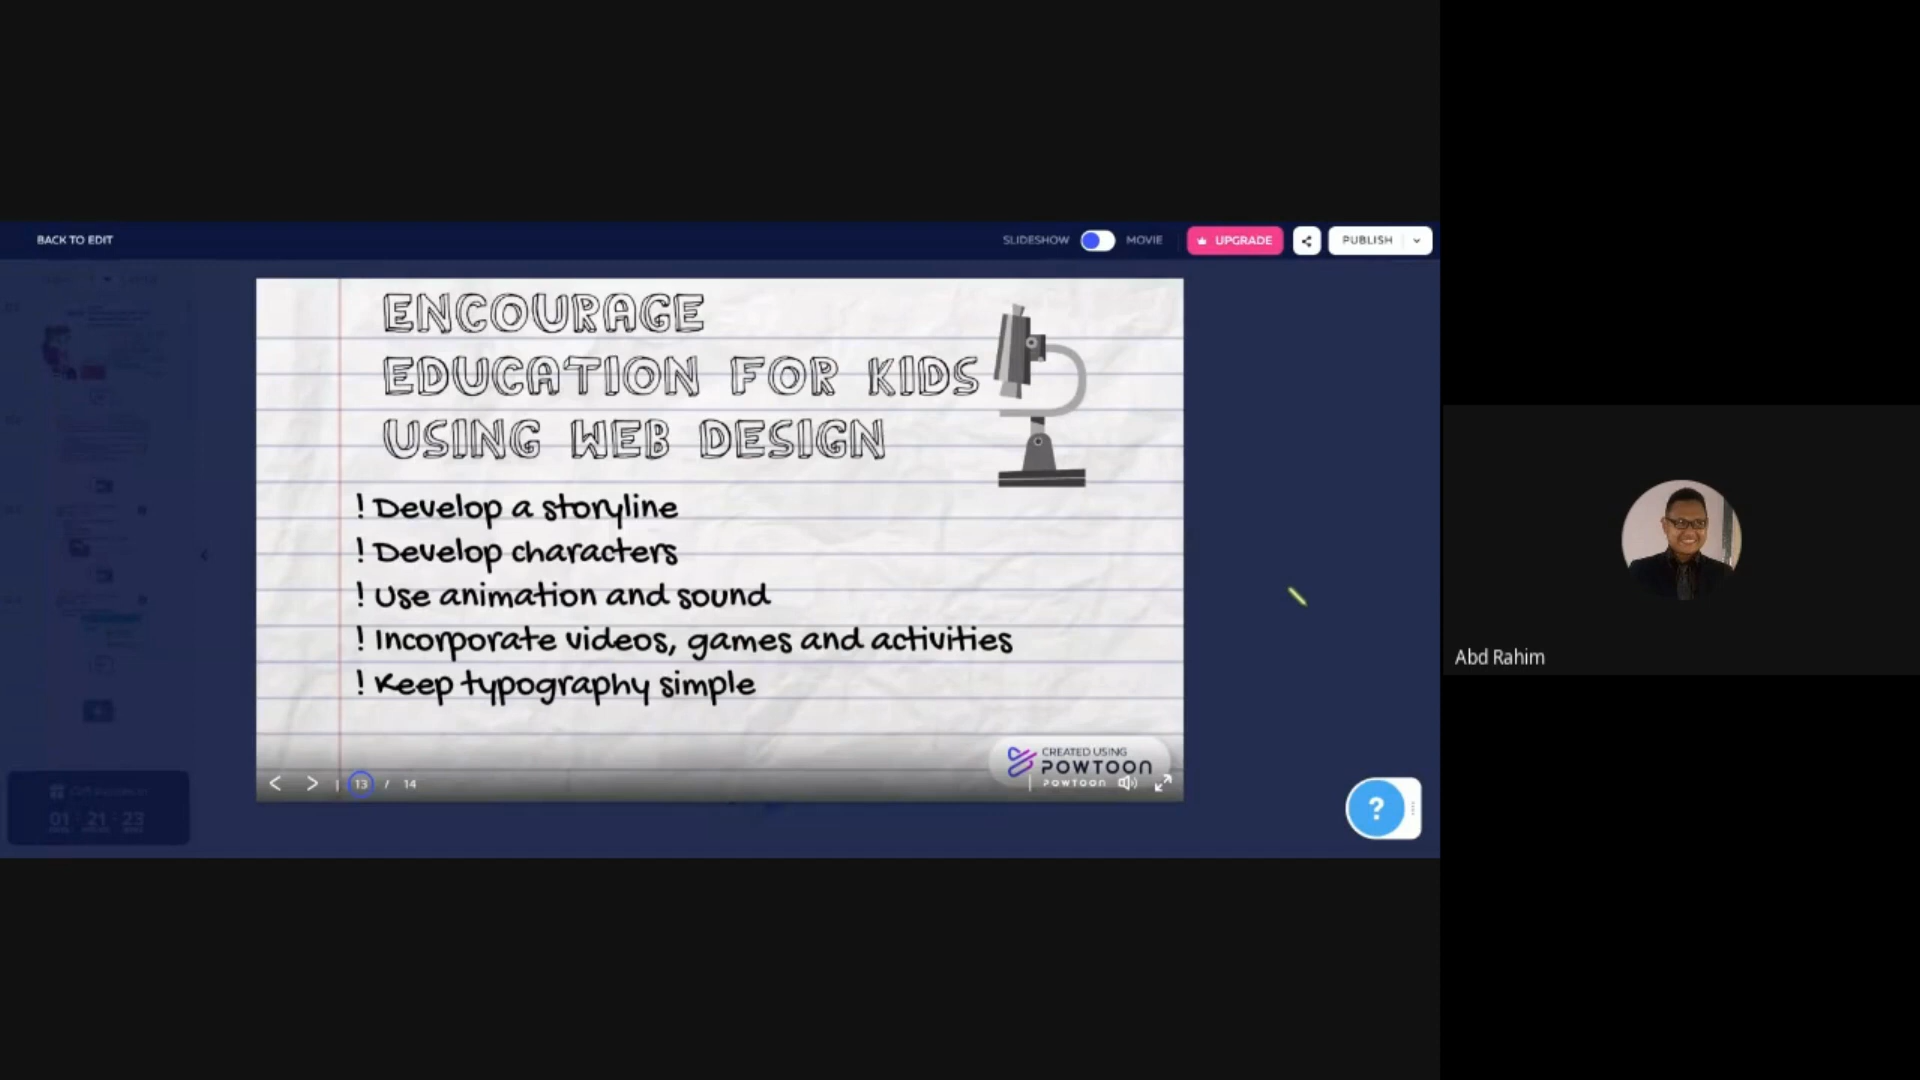 BACK TO EDIT
SLIDESHOW
MOVIE
UPGRADE
PUBLISH
ENCOURAGE
EDUCATION FOR KIDS
USING WEB DESIGN
! Develop a storyline
! Develop characters
! Use animation and sound
! Incorporate videos, games and activities
! Keep typography simple
CREATED USING
POWTOON
13 / 14
POWTOON
01 : 21 : 23
?
Abd Rahim